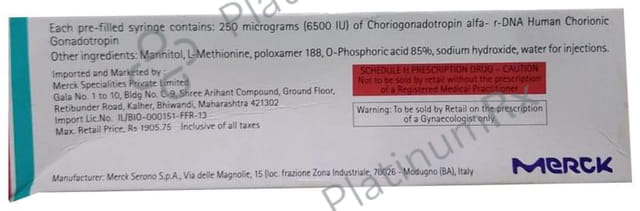 Each pre-filled syringe contains: 250 micrograms (6500 IU) of Choriogonadotropin alfa- r-DNA Human Chorionic
Gonadotropin
Other ingredients: Mannitol, L-Methionine, poloxamer 188, O-Phosphoric acid 85%, sodium hydroxide, water for injections.
Imported and Marketed by:
Merck Specialities Private Limited
Gala No. 1 to 10, Bldg No. C-9, Shree Arihant Compound, Ground Floor,
Retibunder Road, Kalher, Bhiwandi, Maharashtra 421302
Import Lic.No. IL/BIO-000151-FFR-13
Max. Retail Price, Rs 1905.75 Inclusive of all taxes
SCHEDULE H PRESCRIPTION DRUG - CAUTION
Not to be sold by retail without the prescription
of a Registered Medical Practitioner
Warning: To be sold by Retail on the prescription
of a Gynaecologist only.
Manufacturer: Merck Serono S.p.A., Via delle Magnolie, 15 (loc. frazione Zona Industriale, 70026 - Modugno (BA), Italy
MERCK
PlatinumRx
PlatinumRx